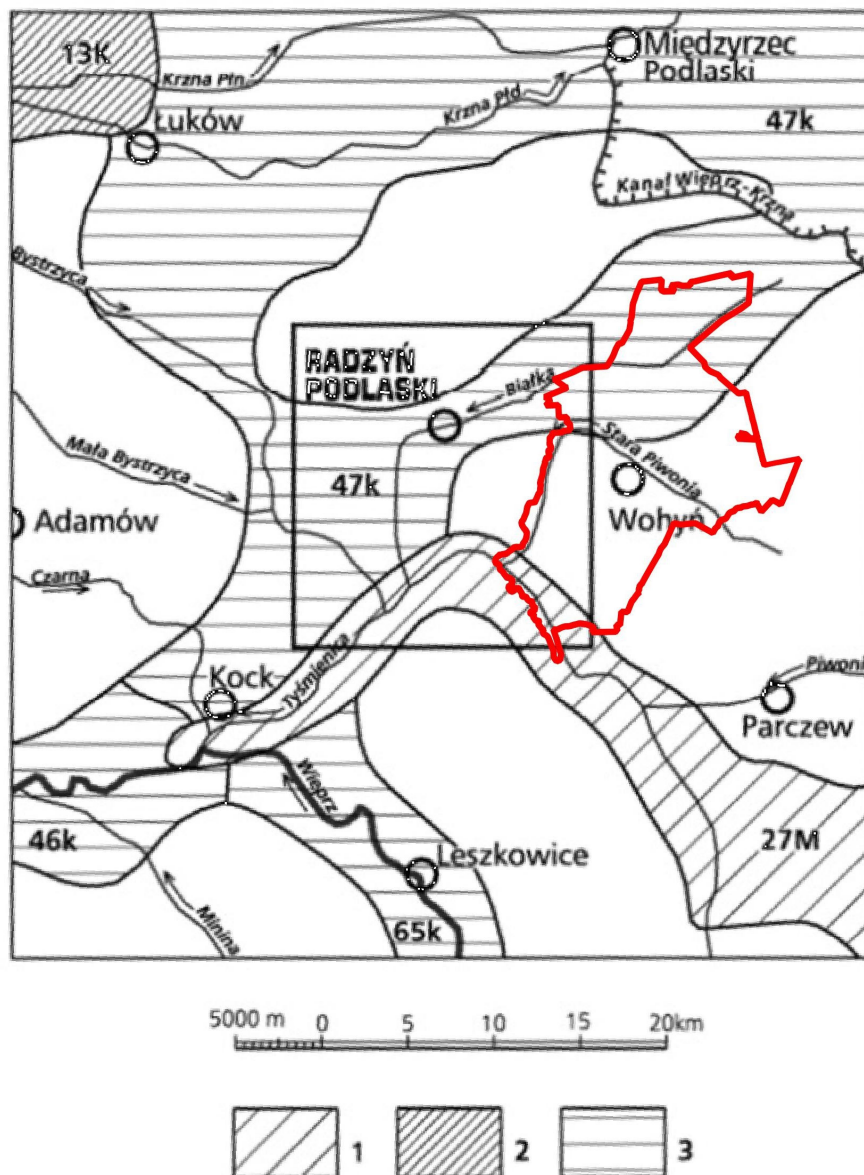 13K
Krzna Płn.
Międzyrzec
Podlaski
Łuków
Krzna Płd.
47k
Kanał Wieprz-Krzna
Bystrzyca
RADZYŃ
PODLASKI
Białka
Stara Piwonia
Mała Bystrzyca
47k
Wohyń
Adamów
Czarna
Kock
Tyśmienica
Piwoni
Parczew
Wieprz
46k
Leszkowice
27M
Minina
65k
5000 m 0 5 10 15 20km
1 2 3